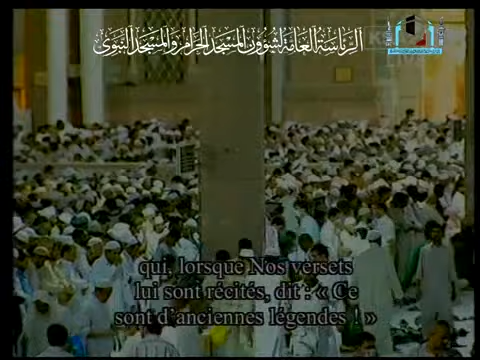 الرئاسة العامة لشؤون المسجد الحرام والمسجد النبوي
qui, lorsque Nos versets
lui sont récités, dit : « Ce
sont d’anciennes légendes ! »